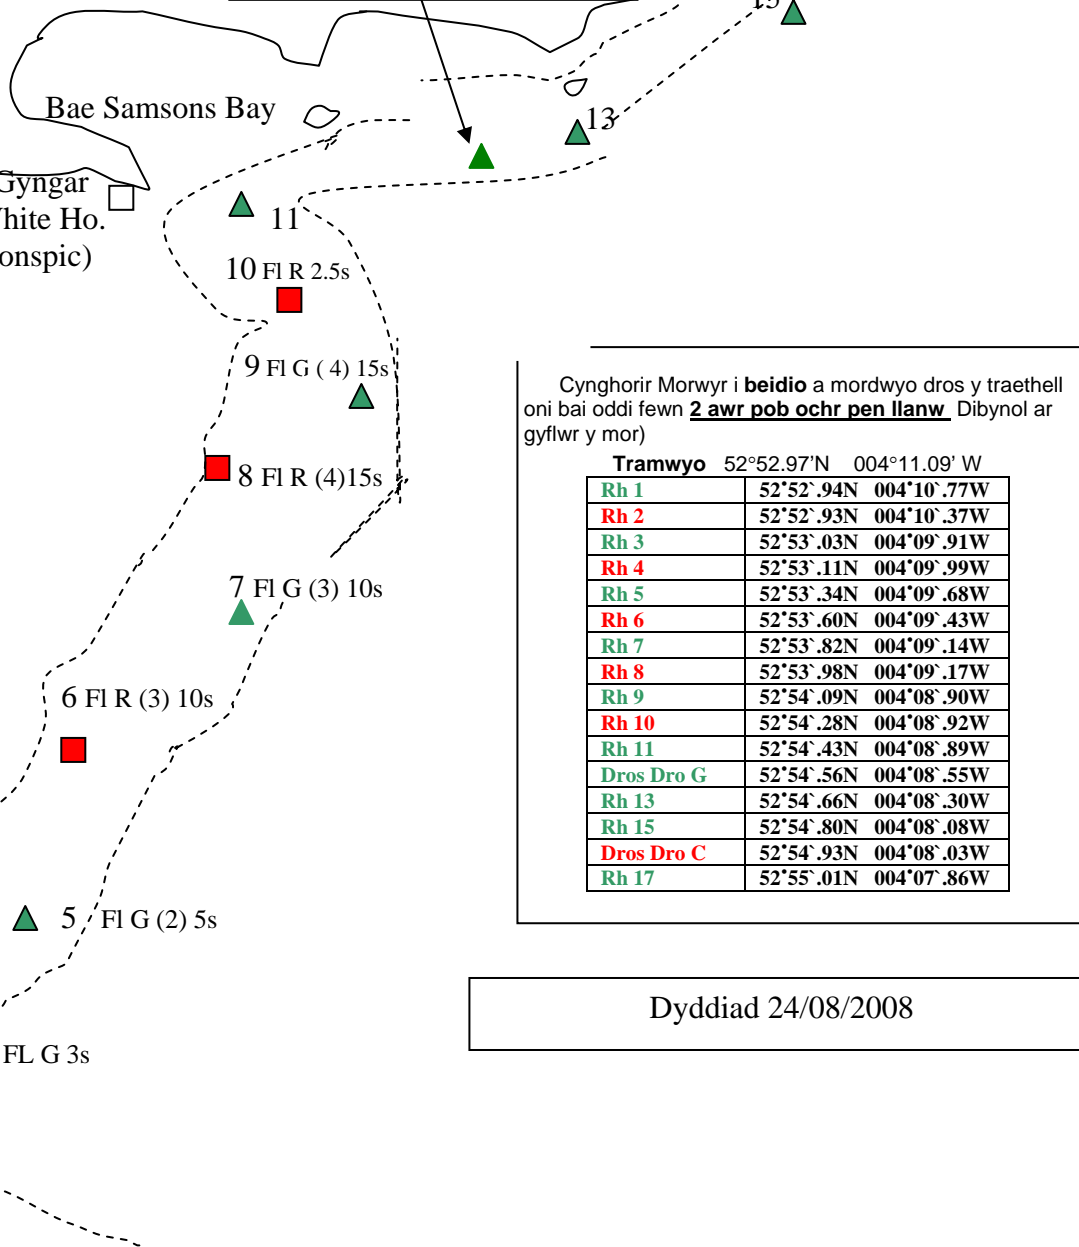 15
Bae Samsons Bay
13
Gyngar
White Ho.
onspic)
11
10 Fl R 2.5s
9 Fl G ( 4) 15s
8 Fl R (4)15s
7 Fl G (3) 10s
6 Fl R (3) 10s
5 Fl G (2) 5s
FL G 3s
Cynghorir Morwyr i beidio a mordwyo dros y traethell
oni bai oddi fewn 2 awr pob ochr pen llanw Dibynol ar
gyflwr y mor)
Tramwyo 52°52.97'N 004°11.09' W
Rh 1 52•52`.94N 004•10`.77W
Rh 2 52•52`.93N 004•10`.37W
Rh 3 52•53`.03N 004•09`.91W
Rh 4 52•53`.11N 004•09`.99W
Rh 5 52•53`.34N 004•09`.68W
Rh 6 52•53`.60N 004•09`.43W
Rh 7 52•53`.82N 004•09`.14W
Rh 8 52•53`.98N 004•09`.17W
Rh 9 52•54`.09N 004•08`.90W
Rh 10 52•54`.28N 004•08`.92W
Rh 11 52•54`.43N 004•08`.89W
Dros Dro G 52•54`.56N 004•08`.55W
Rh 13 52•54`.66N 004•08`.30W
Rh 15 52•54`.80N 004•08`.08W
Dros Dro C 52•54`.93N 004•08`.03W
Rh 17 52•55`.01N 004•07`.86W
Dyddiad 24/08/2008